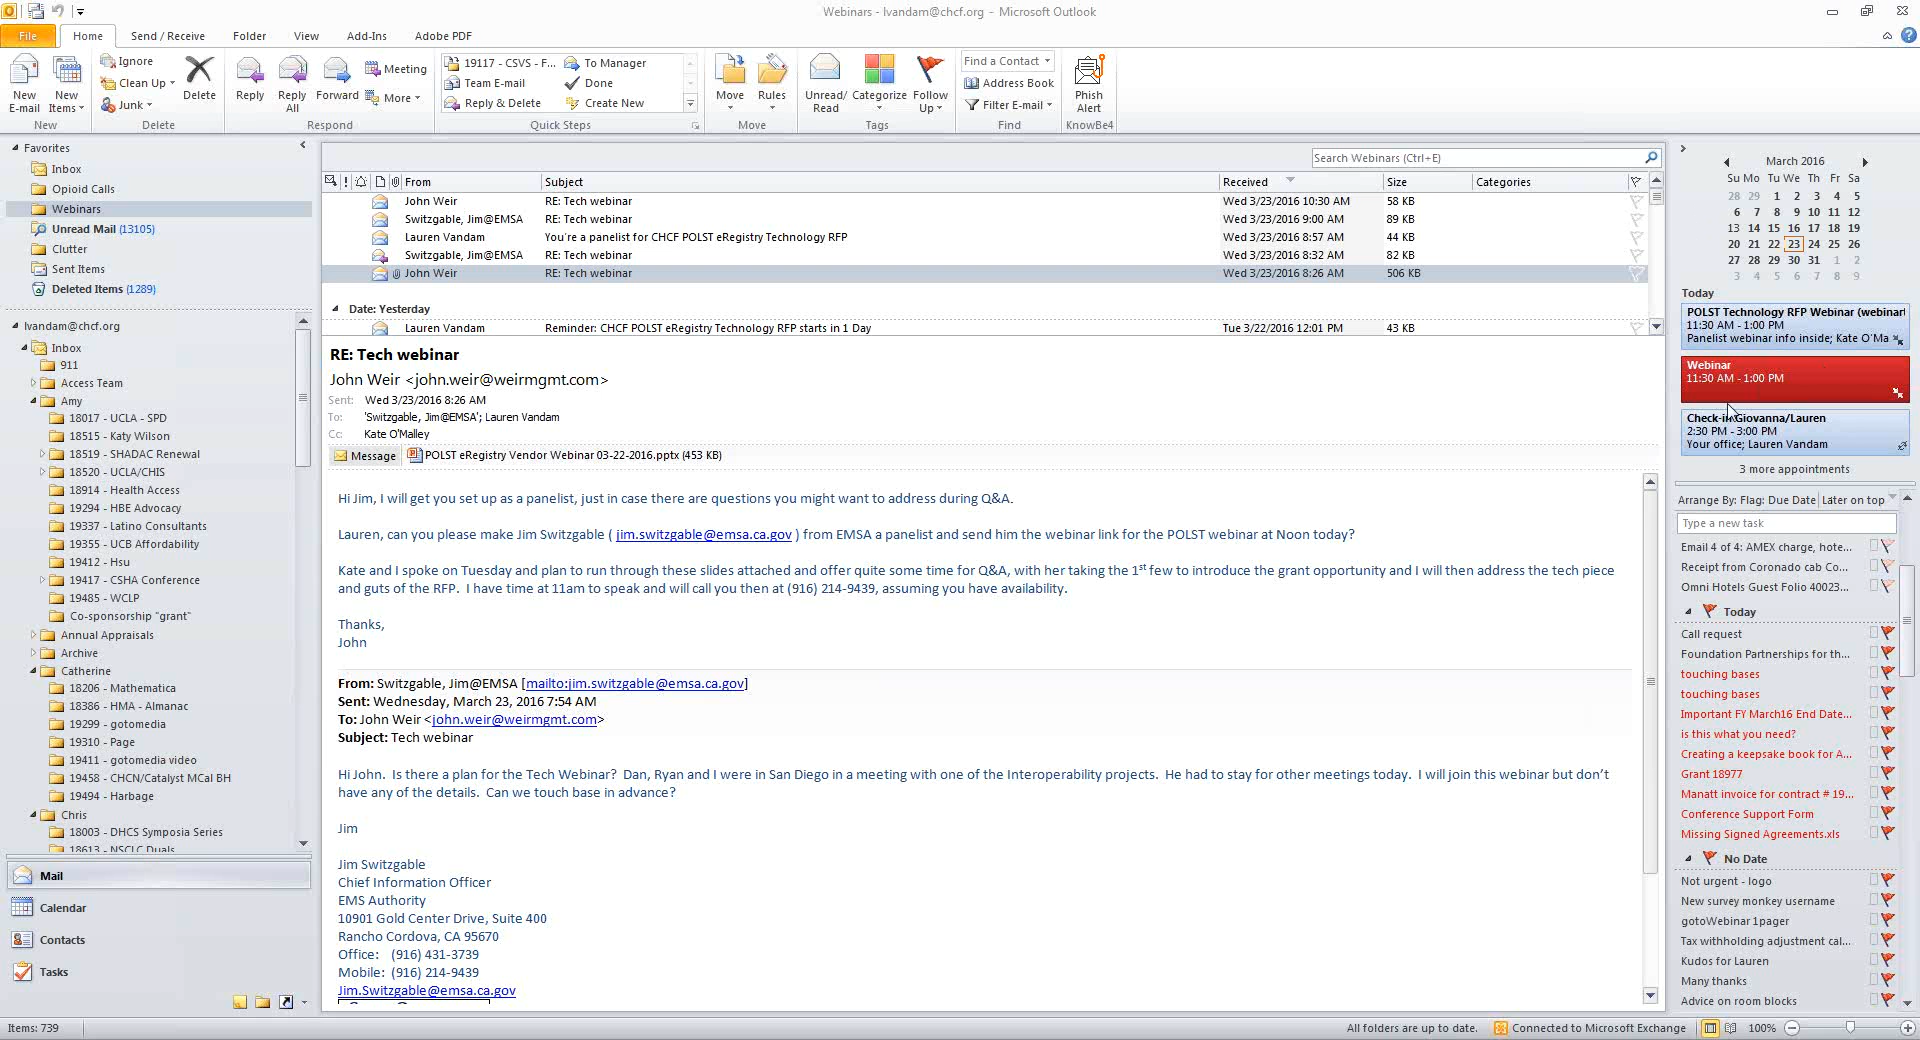 Webinars - lvandam@chcf.org - Microsoft Outlook
File Home Send / Receive Folder View Add-Ins Adobe PDF
New E-mail
New Items
New
Ignore
Clean Up
Junk
Delete
Delete
Reply
Reply All
Forward
Meeting
More
Respond
19117 - CSVS - F...
Team E-mail
Reply & Delete
To Manager
Done
Create New
Quick Steps
Move
Rules
Move
Unread/ Read
Categorize
Follow Up
Tags
Find a Contact
Address Book
Filter E-mail
Find
Phish Alert
KnowBe4
Favorites
Inbox
Opioid Calls
Webinars
Unread Mail (13105)
Clutter
Sent Items
Deleted Items (1289)
lvandam@chcf.org
Inbox
911
Access Team
Amy
18017 - UCLA - SPD
18515 - Katy Wilson
18519 - SHADAC Renewal
18520 - UCLA/CHIS
18914 - Health Access
19294 - HBE Advocacy
19337 - Latino Consultants
19355 - UCB Affordability
19412 - Hsu
19417 - CSHA Conference
19485 - WCLP
Co-sponsorship "grant"
Annual Appraisals
Archive
Catherine
18206 - Mathematica
18386 - HMA - Almanac
19299 - gotomedia
19310 - Page
19411 - gotomedia video
19458 - CHCN/Catalyst MCal BH
19494 - Harbage
Chris
18003 - DHCS Symposia Series
18613 - NSCLC Duals
Mail
Calendar
Contacts
Tasks
Items: 739
Search Webinars (Ctrl+E)
From Subject Received Size Categories
John Weir RE: Tech webinar Wed 3/23/2016 10:30 AM 58 KB
Switzgable, Jim@EMSA RE: Tech webinar Wed 3/23/2016 9:00 AM 89 KB
Lauren Vandam You're a panelist for CHCF POLST eRegistry Technology RFP Wed 3/23/2016 8:57 AM 44 KB
Switzgable, Jim@EMSA RE: Tech webinar Wed 3/23/2016 8:32 AM 82 KB
John Weir RE: Tech webinar Wed 3/23/2016 8:26 AM 506 KB
Date: Yesterday
Lauren Vandam Reminder: CHCF POLST eRegistry Technology RFP starts in 1 Day Tue 3/22/2016 12:01 PM 43 KB
RE: Tech webinar
John Weir <john.weir@weirmgmt.com>
Sent: Wed 3/23/2016 8:26 AM
To: 'Switzgable, Jim@EMSA'; Lauren Vandam
Cc: Kate O'Malley
Message POLST eRegistry Vendor Webinar 03-22-2016.pptx (453 KB)
Hi Jim, I will get you set up as a panelist, just in case there are questions you might want to address during Q&A.
Lauren, can you please make Jim Switzgable ( jim.switzgable@emsa.ca.gov ) from EMSA a panelist and send him the webinar link for the POLST webinar at Noon today?
Kate and I spoke on Tuesday and plan to run through these slides attached and offer quite some time for Q&A, with her taking the 1st few to introduce the grant opportunity and I will then address the tech piece
and guts of the RFP. I have time at 11am to speak and will call you then at (916) 214-9439, assuming you have availability.
Thanks,
John
From: Switzgable, Jim@EMSA [mailto:jim.switzgable@emsa.ca.gov]
Sent: Wednesday, March 23, 2016 7:54 AM
To: John Weir <john.weir@weirmgmt.com>
Subject: Tech webinar
Hi John. Is there a plan for the Tech Webinar? Dan, Ryan and I were in San Diego in a meeting with one of the Interoperability projects. He had to stay for other meetings today. I will join this webinar but don't
have any of the details. Can we touch base in advance?
Jim
Jim Switzgable
Chief Information Officer
EMS Authority
10901 Gold Center Drive, Suite 400
Rancho Cordova, CA 95670
Office: (916) 431-3739
Mobile: (916) 214-9439
Jim.Switzgable@emsa.ca.gov
March 2016
Su Mo Tu We Th Fr Sa
28 29 1 2 3 4 5
6 7 8 9 10 11 12
13 14 15 16 17 18 19
20 21 22 23 24 25 26
27 28 29 30 31 1 2
3 4 5 6 7 8 9
Today
POLST Technology RFP Webinar (webinar
11:30 AM - 1:00 PM
Panelist webinar info inside; Kate O'Ma
Webinar
11:30 AM - 1:00 PM
Check-in Giovanna/Lauren
2:30 PM - 3:00 PM
Your office; Lauren Vandam
3 more appointments
Arrange By: Flag: Due Date Later on top
Type a new task
Email 4 of 4: AMEX charge, hote...
Receipt from Coronado cab Co...
Omni Hotels Guest Folio 40023...
Today
Call request
Foundation Partnerships for th...
touching bases
touching bases
Important FY March16 End Date...
is this what you need?
Creating a keepsake book for A...
Grant 18977
Manatt invoice for contract # 19...
Conference Support Form
Missing Signed Agreements.xls
No Date
Not urgent - logo
New survey monkey username
gotoWebinar 1pager
Tax withholding adjustment cal...
Kudos for Lauren
Many thanks
Advice on room blocks
All folders are up to date. Connected to Microsoft Exchange 100%